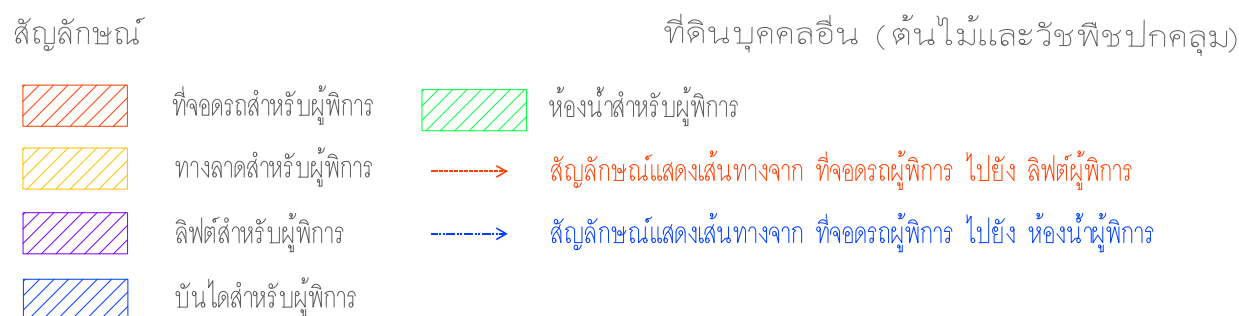 สัญลักษณ์
ที่ดินบุคคลอื่น (ต้นไม้และวัชพืชปกคลุม)
ที่จอดรถสำหรับผู้พิการ
ห้องน้ำสำหรับผู้พิการ
ทางลาดสำหรับผู้พิการ
สัญลักษณ์แสดงเส้นทางจาก ที่จอดรถผู้พิการ ไปยัง ลิฟต์ผู้พิการ
ลิฟต์สำหรับผู้พิการ
สัญลักษณ์แสดงเส้นทางจาก ที่จอดรถผู้พิการ ไปยัง ห้องน้ำผู้พิการ
บันไดสำหรับผู้พิการ